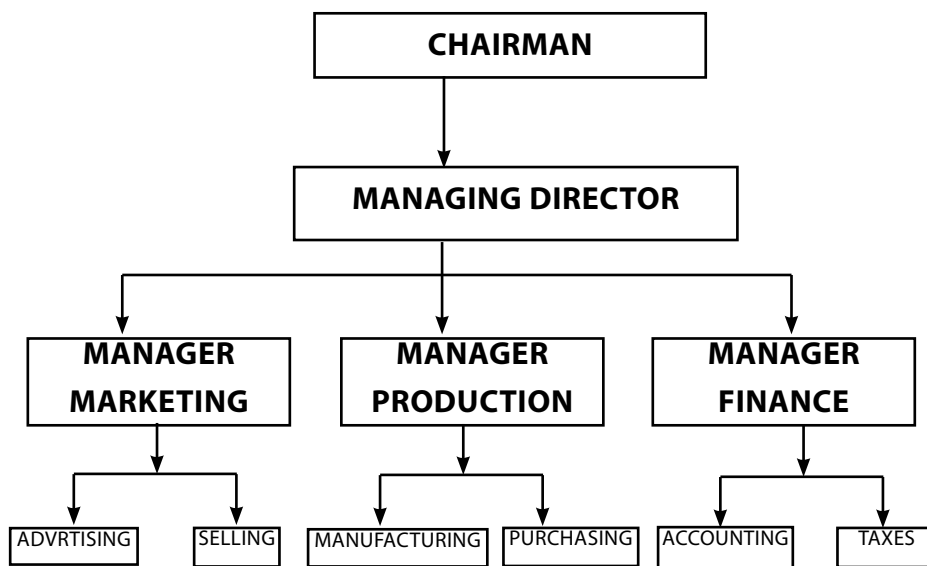 CHAIRMAN
MANAGING DIRECTOR
MANAGER
MARKETING
MANAGER
PRODUCTION
MANAGER
FINANCE
ADVRTISING
SELLING
MANUFACTURING
PURCHASING
ACCOUNTING
TAXES